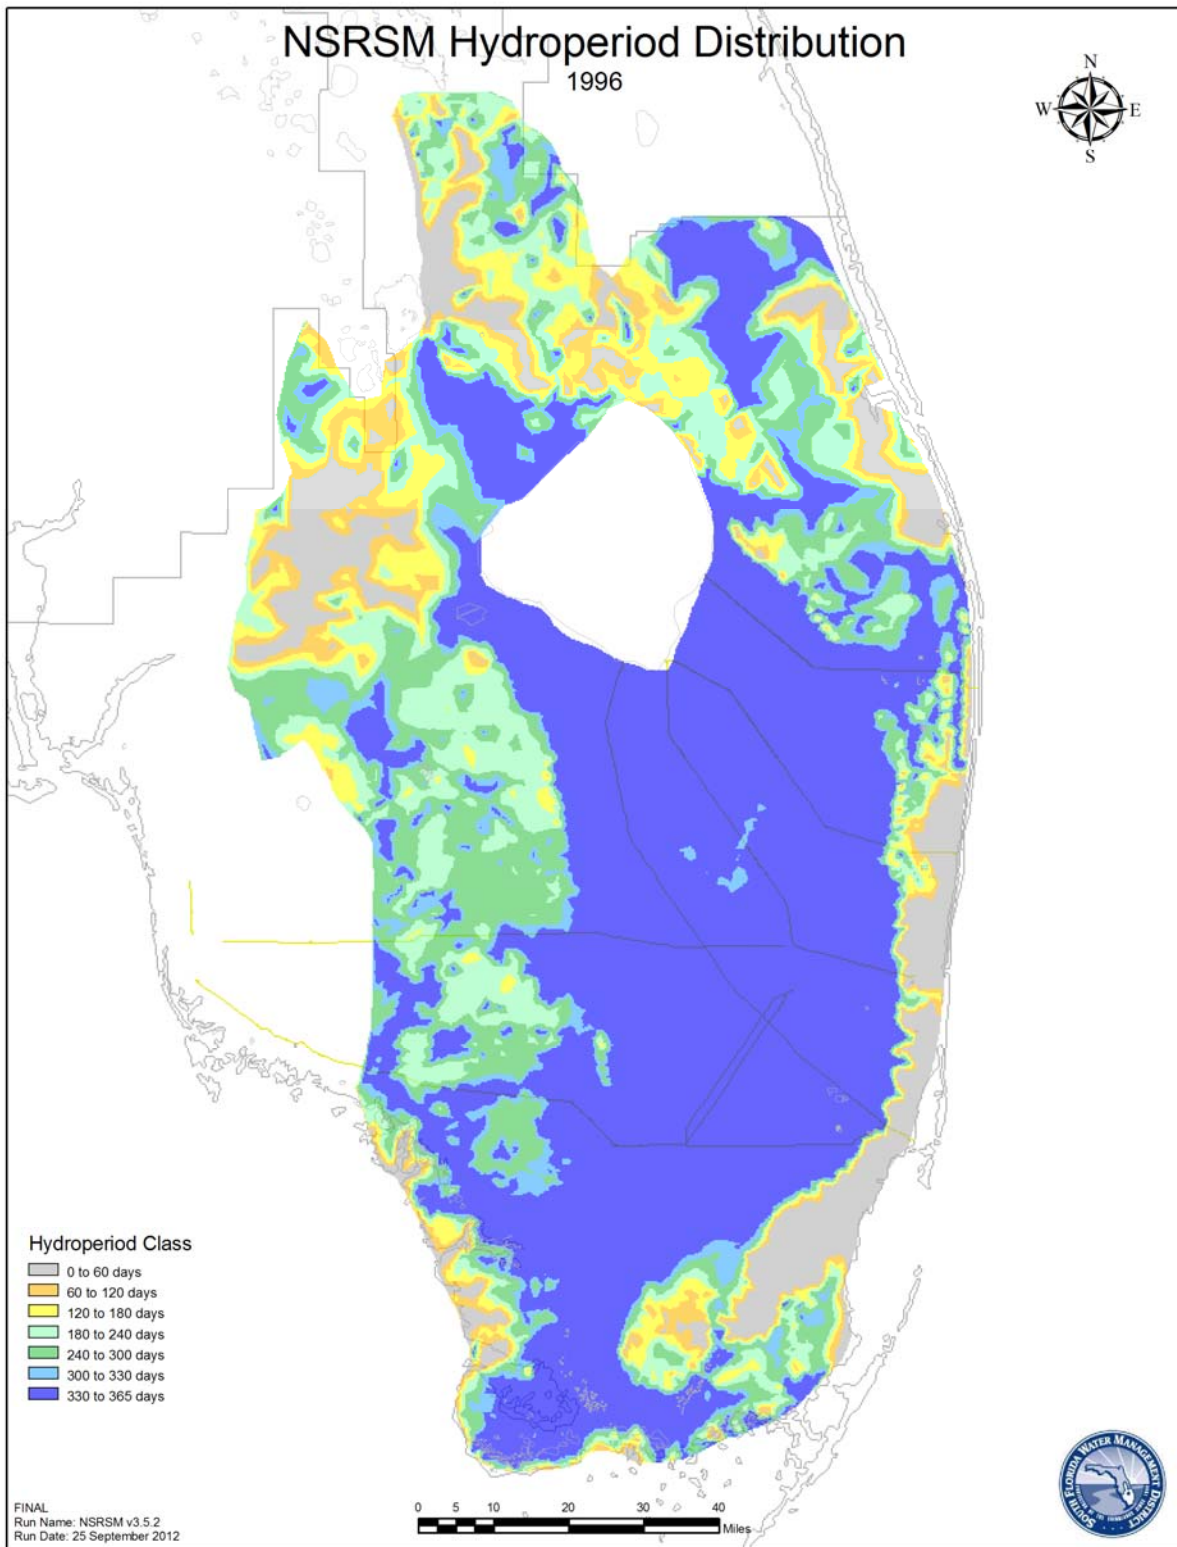 NSRSM Hydroperiod Distribution
1996
N
W
E
S
Hydroperiod Class
0 to 60 days
60 to 120 days
120 to 180 days
180 to 240 days
240 to 300 days
300 to 330 days
330 to 365 days
FINAL
Run Name: NSRSM v3.5.2
Run Date: 25 September 2012
0 5 10 20 30 40
Miles
SOUTH FLORIDA WATER MANAGEMENT DISTRICT